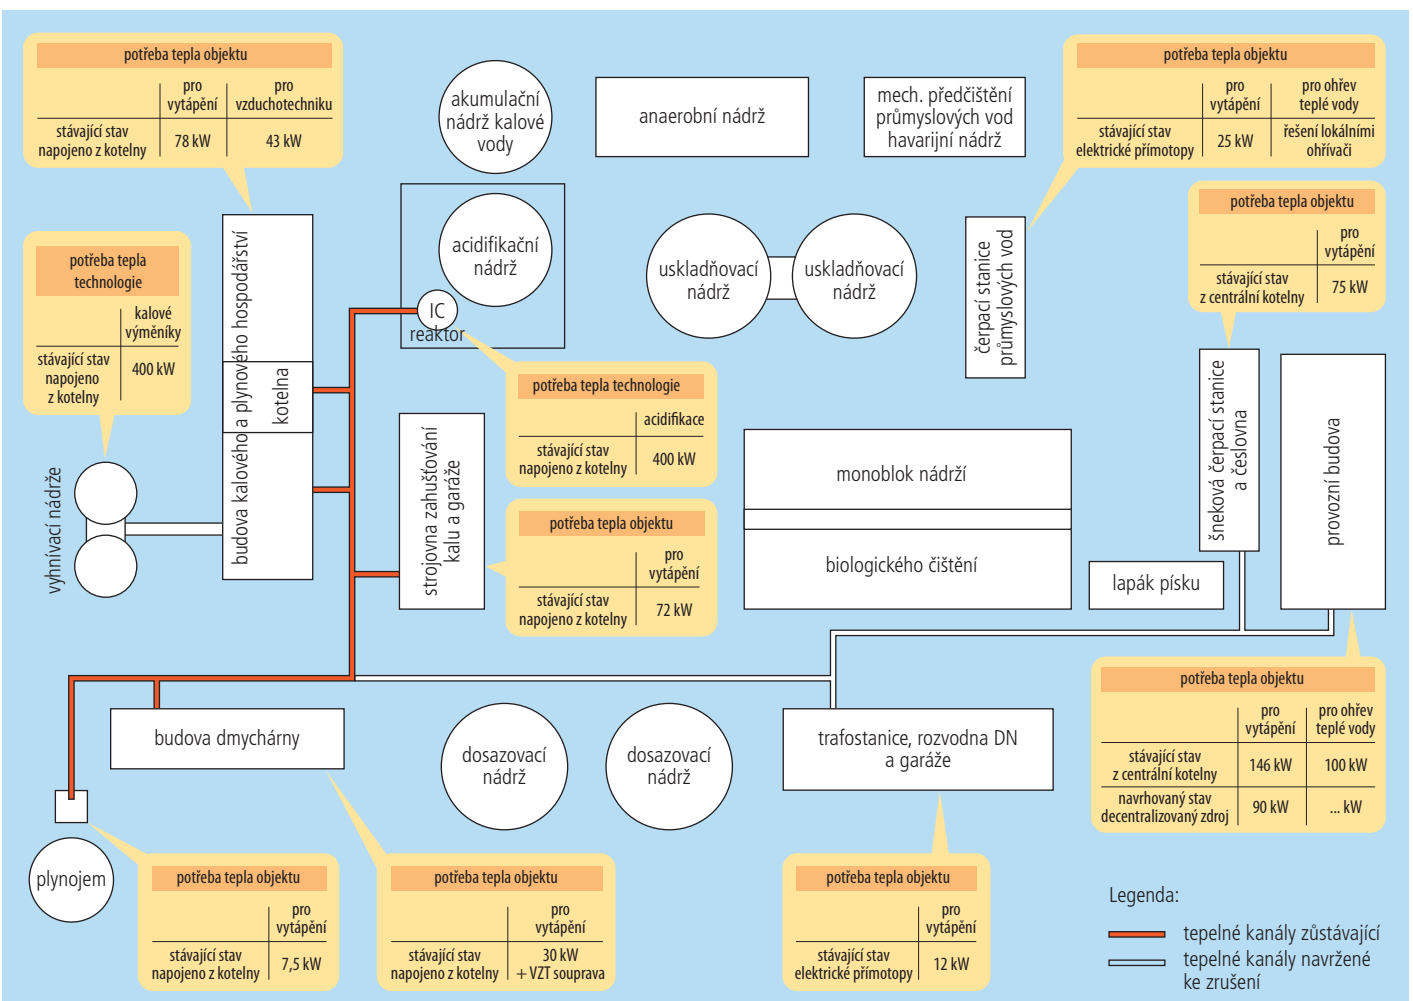 potřeba tepla objektu
pro
vytápění
pro
vzduchotechniku
stávající stav
napojeno z kotelny
78 kW
43 kW
akumulační
nádrž kalové
vody
anaerobní nádrž
mech. předčištění
průmyslových vod
havarijní nádrž
potřeba tepla objektu
pro
vytápění
pro ohřev
teplé vody
stávající stav
elektrické přímotopy
25 kW
řešení lokálními
ohřívači
potřeba tepla
technologie
kalové
výměníky
stávající stav
napojeno
z kotelny
400 kW
budova kalového a plynového hospodářství
kotelna
acidifikační
nádrž
IC
reaktor
uskladňovací
nádrž
uskladňovací
nádrž
čerpací stanice
průmyslových vod
potřeba tepla objektu
pro
vytápění
stávající stav
z centrální kotelny
75 kW
potřeba tepla technologie
acidifikace
stávající stav
napojeno z kotelny
400 kW
vyhnívací nádrže
strojovna zahušťování
kalu a garáže
potřeba tepla objektu
pro
vytápění
stávající stav
napojeno z kotelny
72 kW
monoblok nádrží
biologického čištění
šneková čerpací stanice
a česlovna
provozní budova
lapák písku
potřeba tepla objektu
pro
vytápění
pro ohřev
teplé vody
stávající stav
z centrální kotelny
146 kW
100 kW
navrhovaný stav
decentralizovaný zdroj
90 kW
... kW
budova dmychárny
dosazovací
nádrž
dosazovací
nádrž
trafostanice, rozvodna DN
a garáže
plynojem
potřeba tepla objektu
pro
vytápění
stávající stav
napojeno z kotelny
7,5 kW
potřeba tepla objektu
pro
vytápění
stávající stav
napojeno z kotelny
30 kW
+ VZT souprava
potřeba tepla objektu
pro
vytápění
stávající stav
elektrické přímotopy
12 kW
Legenda:
tepelné kanály zůstávající
tepelné kanály navržené
ke zrušení